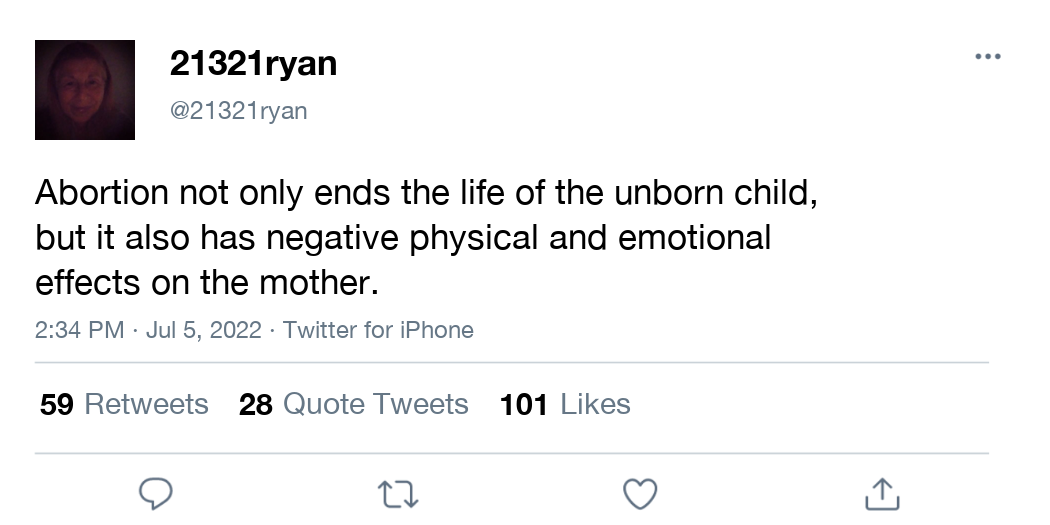 21321ryan
@21321ryan
Abortion not only ends the life of the unborn child,
but it also has negative physical and emotional
effects on the mother.
2:34 PM · Jul 5, 2022 · Twitter for iPhone
59 Retweets 28 Quote Tweets 101 Likes